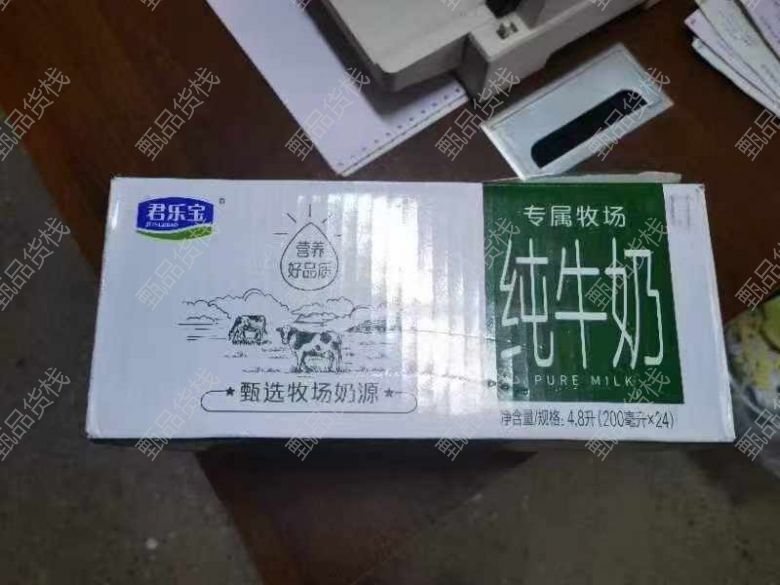 君乐宝
JUNLEBAO
营养
好品质
★甄选牧场奶源★
专属牧场
纯牛奶
PURE MILK
净含量/规格: 4.8升(200毫升×24)
甄品货栈